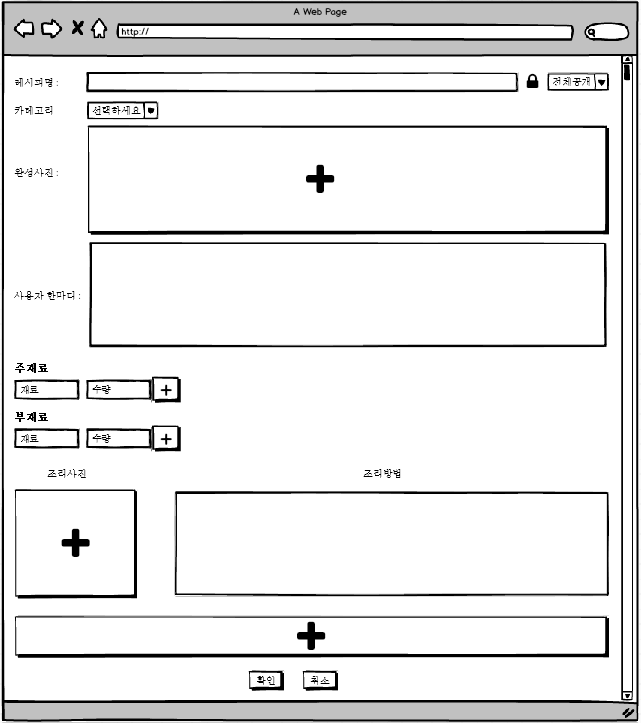 A Web Page
http://
레시피명 :
전체공개
카테고리
선택하세요
완성사진 :
사용자 한마디 :
주재료
재료 수량
부재료
재료 수량
조리사진 조리방법
확인 취소